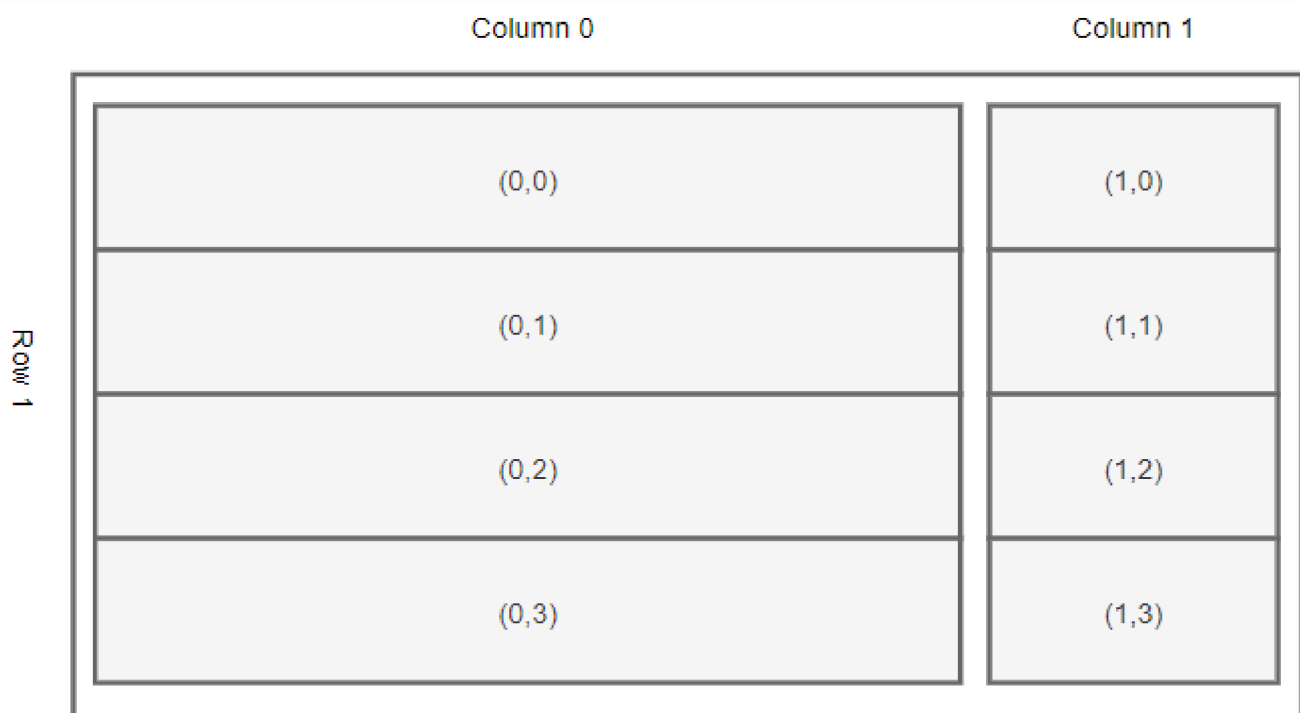 Column 0 Column 1
(0,0) (1,0)
(0,1) (1,1)
Row 1
(0,2) (1,2)
(0,3) (1,3)